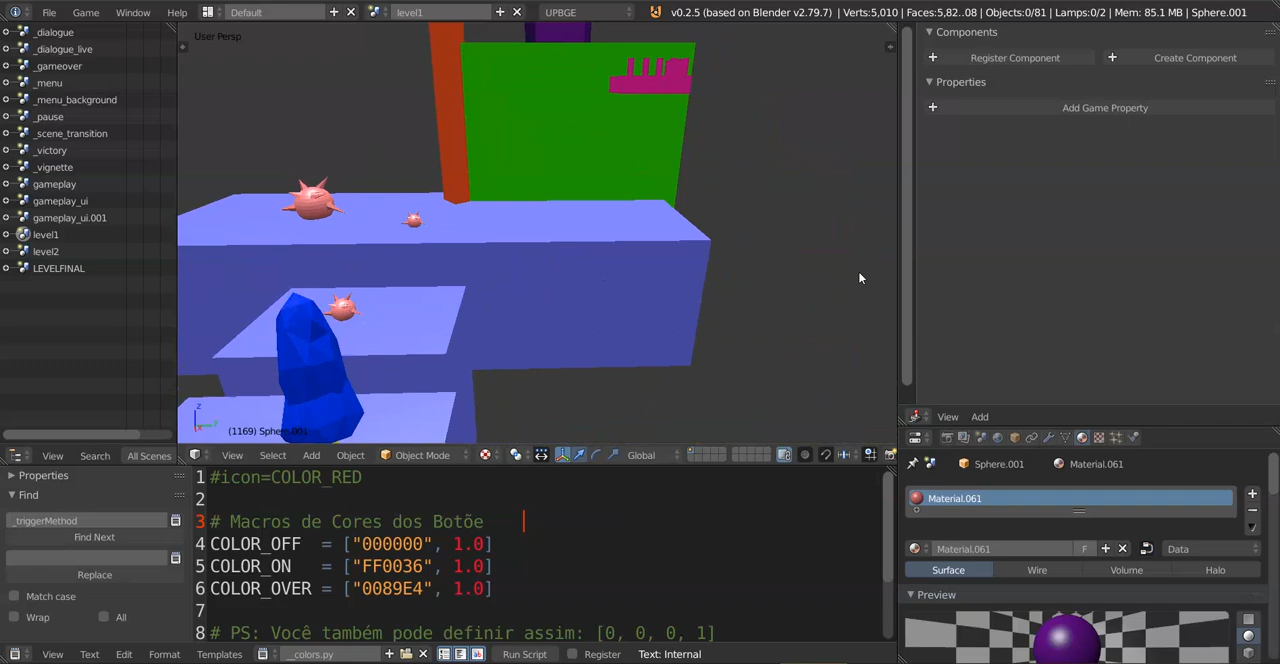 File Game Window Help Default level1 UPBGE v0.2.5 (based on Blender v2.79.7) | Verts:5,010 | Faces:5,82..08 | Objects:0/81 | Lamps:0/2 | Mem: 85.1 MB | Sphere.001
_dialogue
_dialogue_live
_gameover
_menu
_menu_background
_pause
_scene_transition
_victory
_vignette
gameplay
gameplay_ui
gameplay_ui.001
level1
level2
LEVELFINAL
View Search All Scenes
User Persp
(1169) Sphere.001
View Select Add Object Object Mode Global
Components
Register Component Create Component
Properties
Add Game Property
View Add
Sphere.001 Material.061
Material.061
Material.061 F Data
Surface Wire Volume Halo
Preview
Properties
Find
_triggerMethod
Find Next
Replace
Match case
Wrap All
1 #icon=COLOR_RED
2
3 # Macros de Cores dos Botõe
4 COLOR_OFF = ["000000", 1.0]
5 COLOR_ON = ["FF0036", 1.0]
6 COLOR_OVER = ["0089E4", 1.0]
7
8 # PS: Você também pode definir assim: [0, 0, 0, 1]
View Text Edit Format Templates __colors.py Run Script Register Text: Internal